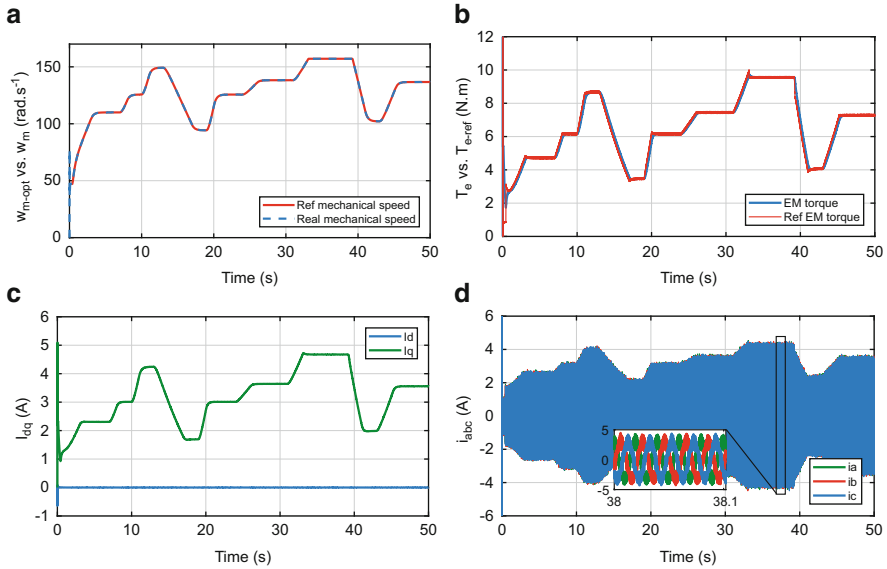 a
w_m-opt vs. w_m (rad.s⁻¹)
150
100
50
0
0 10 20 30 40 50
Time (s)
Ref mechanical speed
Real mechanical speed
b
T_e vs. T_e-ref (N.m)
12
10
8
6
4
2
0
0 10 20 30 40 50
Time (s)
EM torque
Ref EM torque
c
I_dq (A)
6
5
4
3
2
1
0
-1
0 10 20 30 40 50
Time (s)
Id
Iq
d
i_abc (A)
6
4
2
0
-2
-4
-6
0 10 20 30 40 50
Time (s)
5
0
-5
38 38.1
ia
ib
ic